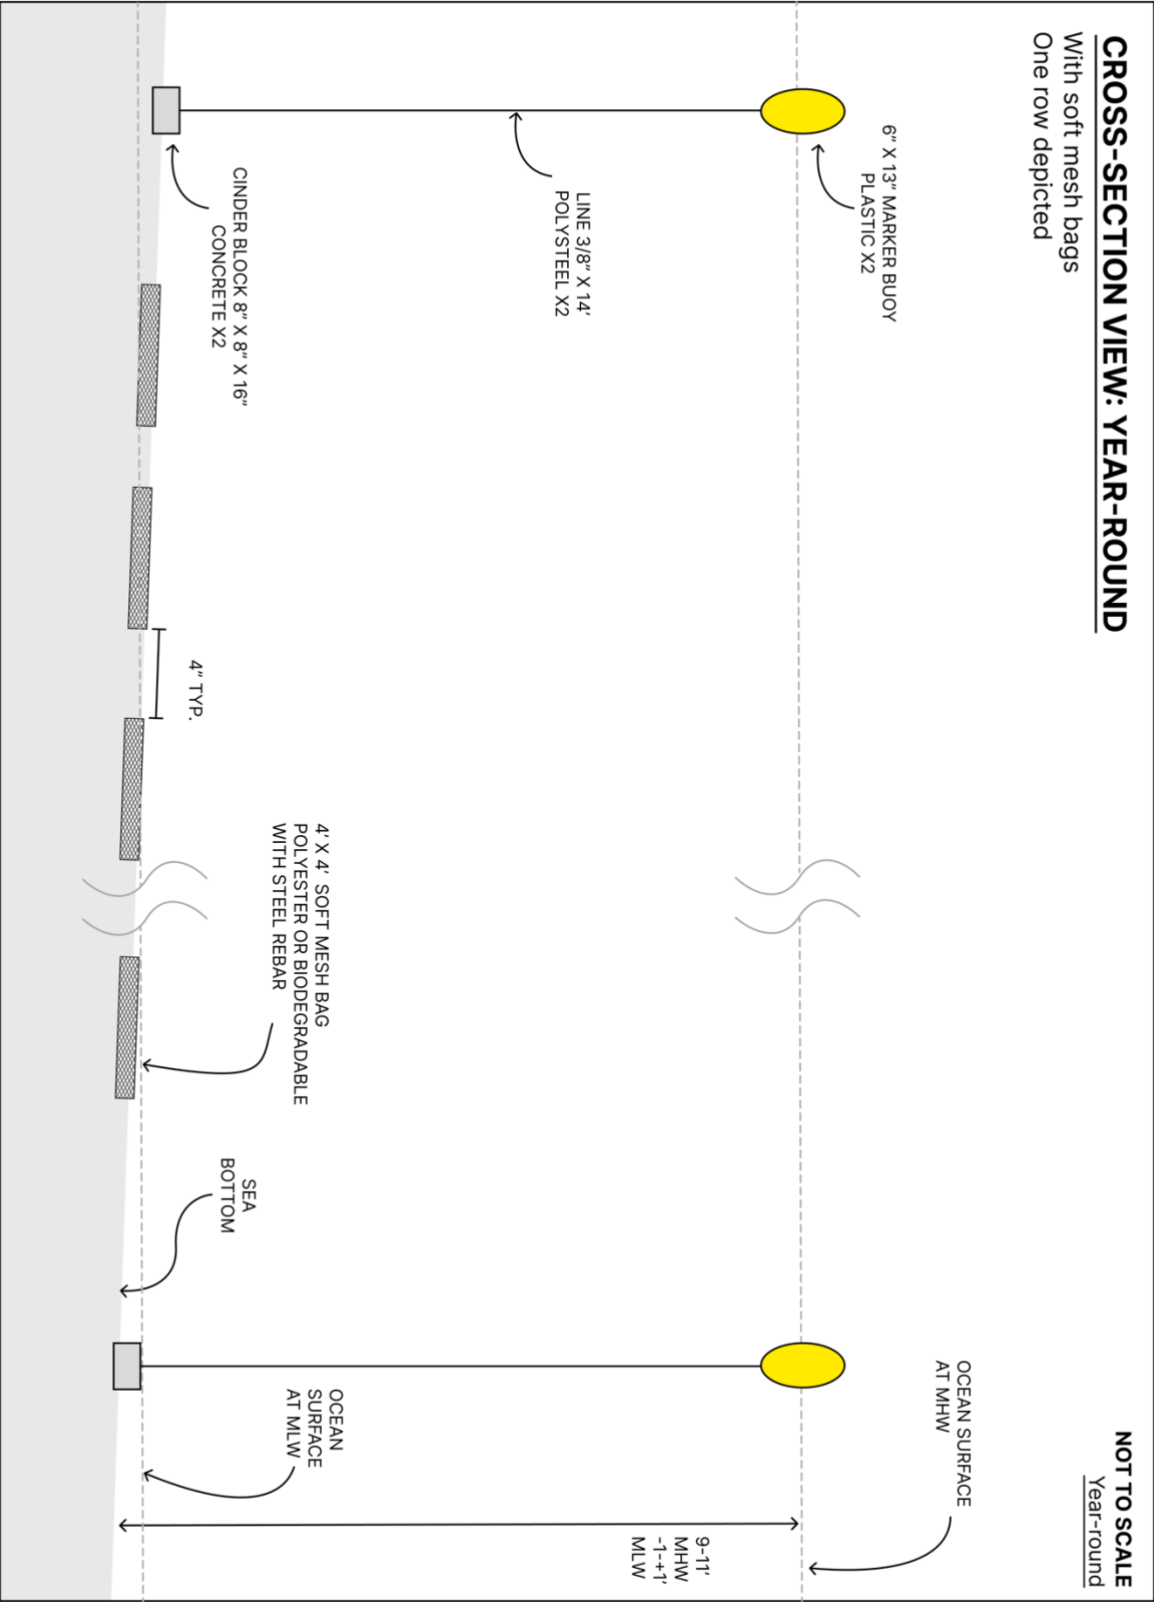 CROSS-SECTION VIEW: YEAR-ROUND
With soft mesh bags
One row depicted
NOT TO SCALE
Year-round
6" X 13" MARKER BUOY
PLASTIC X2
OCEAN SURFACE
AT MHW
LINE 3/8" X 14'
POLYSTEEL X2
9-11'
MHW
-1-+1'
MLW
CINDER BLOCK 8" X 8" X 16"
CONCRETE X2
4" TYP.
4' X 4' SOFT MESH BAG
POLYESTER OR BIODEGRADABLE
WITH STEEL REBAR
SEA
BOTTOM
OCEAN
SURFACE
AT MLW